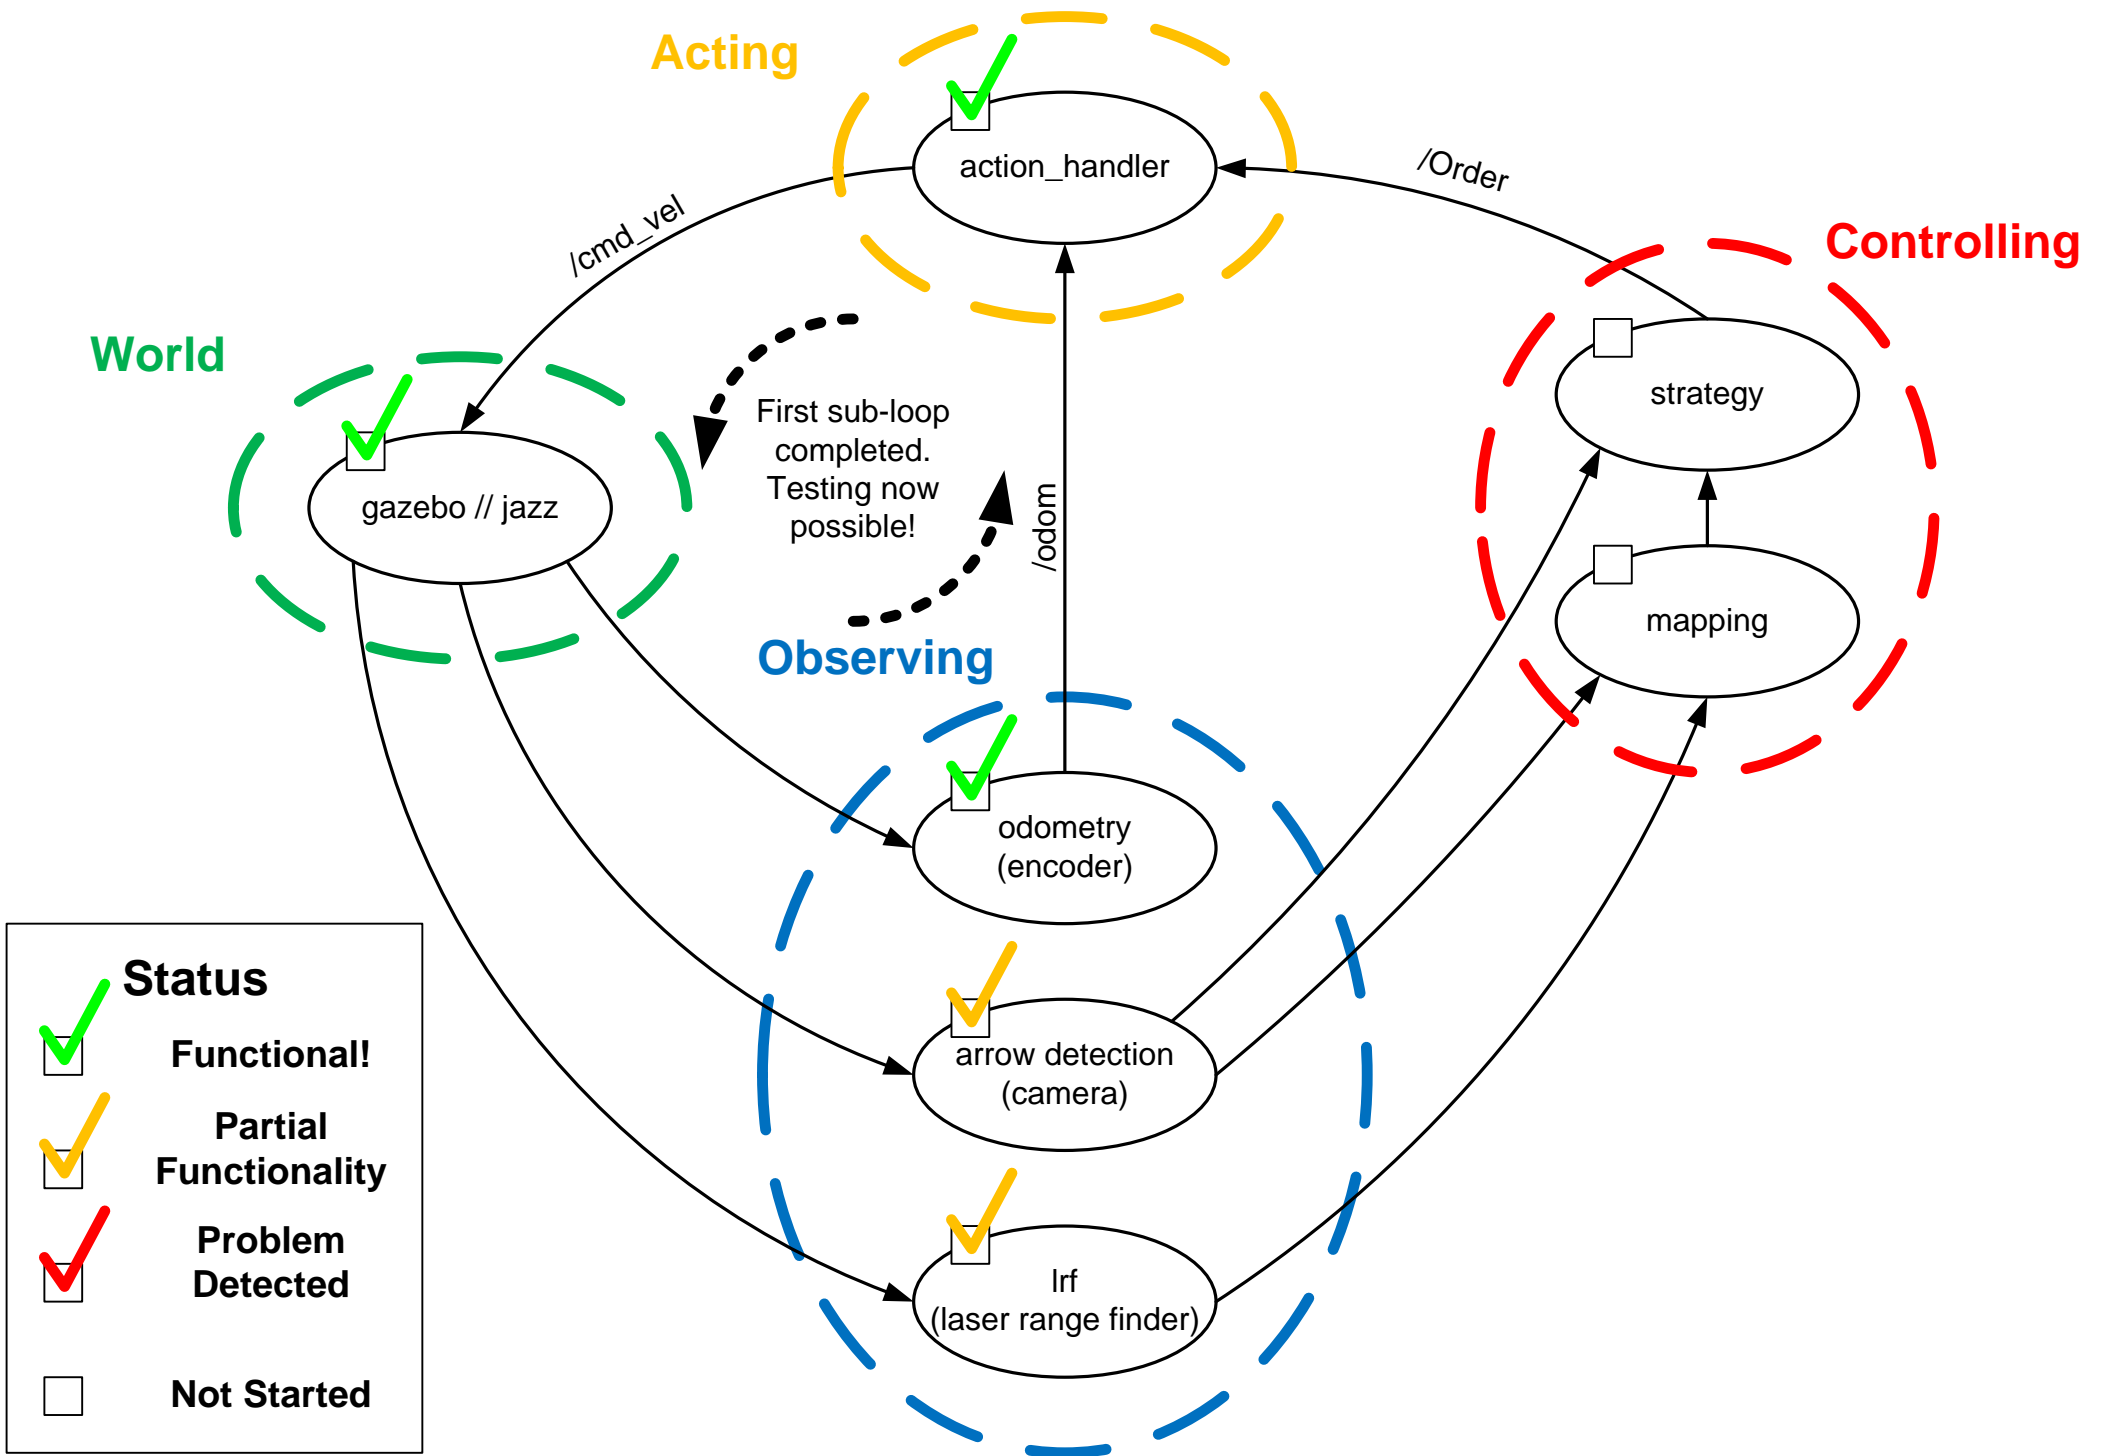 Acting
action_handler
/Order
/cmd_vel
Controlling
World
strategy
First sub-loop
completed.
Testing now
possible!
gazebo // jazz
/odom
mapping
Observing
odometry
(encoder)
arrow detection
(camera)
lrf
(laser range finder)
Status
Functional!
Partial
Functionality
Problem
Detected
Not Started